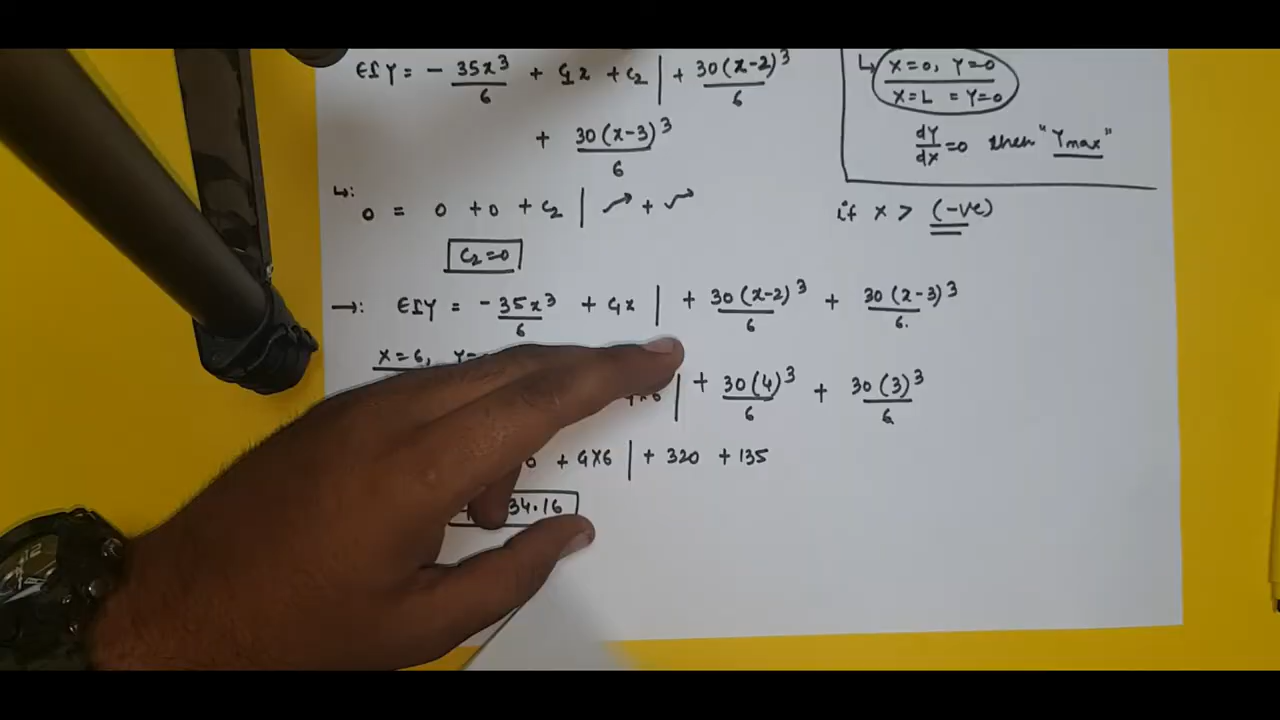 EIY = - 35x³/6 + C₁x + C₂ | + 30(x-2)³/6
+ 30(x-3)³/6
↳: 0 = 0 + 0 + C₂ | +
C₂=0
→: EIY = -35x³/6 + C₁x | + 30(x-2)³/6 + 30(x-3)³/6.
x=6,
×6 | + 30(4)³/6 + 30(3)³/6
+ C₁×6 | + 320 + 135
34.16
↳ x=0, y=0
x=L = y=0
dy/dx =0 then "Ymax"
if x > (-ve)